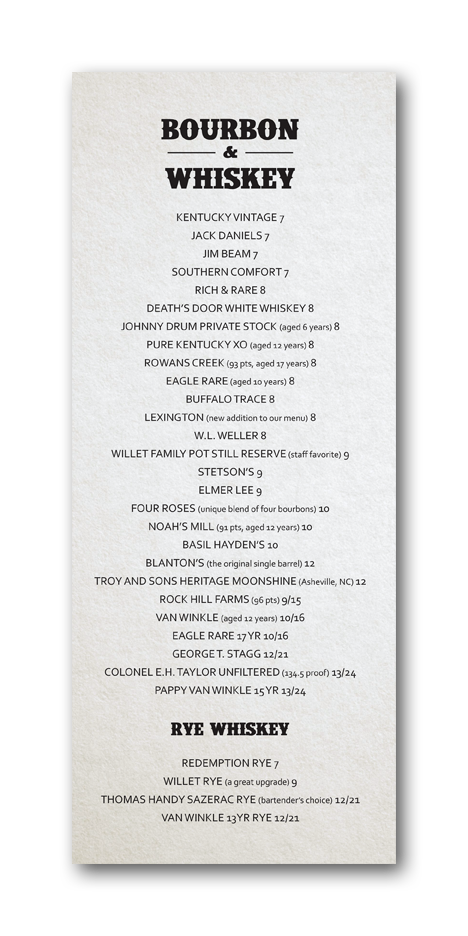 BOURBON
&
WHISKEY
KENTUCKY VINTAGE 7
JACK DANIELS 7
JIM BEAM 7
SOUTHERN COMFORT 7
RICH & RARE 8
DEATH'S DOOR WHITE WHISKEY 8
JOHNNY DRUM PRIVATE STOCK (aged 6 years) 8
PURE KENTUCKY XO (aged 12 years) 8
ROWANS CREEK (93 pts, aged 17 years) 8
EAGLE RARE (aged 10 years) 8
BUFFALO TRACE 8
LEXINGTON (new addition to our menu) 8
W.L. WELLER 8
WILLET FAMILY POT STILL RESERVE (staff favorite) 9
STETSON'S 9
ELMER LEE 9
FOUR ROSES (unique blend of four bourbons) 10
NOAH'S MILL (91 pts, aged 12 years) 10
BASIL HAYDEN'S 10
BLANTON'S (the original single barrel) 12
TROY AND SONS HERITAGE MOONSHINE (Asheville, NC) 12
ROCK HILL FARMS (96 pts) 9/15
VAN WINKLE (aged 12 years) 10/16
EAGLE RARE 17 YR 10/16
GEORGE T. STAGG 12/21
COLONEL E.H. TAYLOR UNFILTERED (134.5 proof) 13/24
PAPPY VAN WINKLE 15 YR 13/24
RYE WHISKEY
REDEMPTION RYE 7
WILLET RYE (a great upgrade) 9
THOMAS HANDY SAZERAC RYE (bartender's choice) 12/21
VAN WINKLE 13YR RYE 12/21